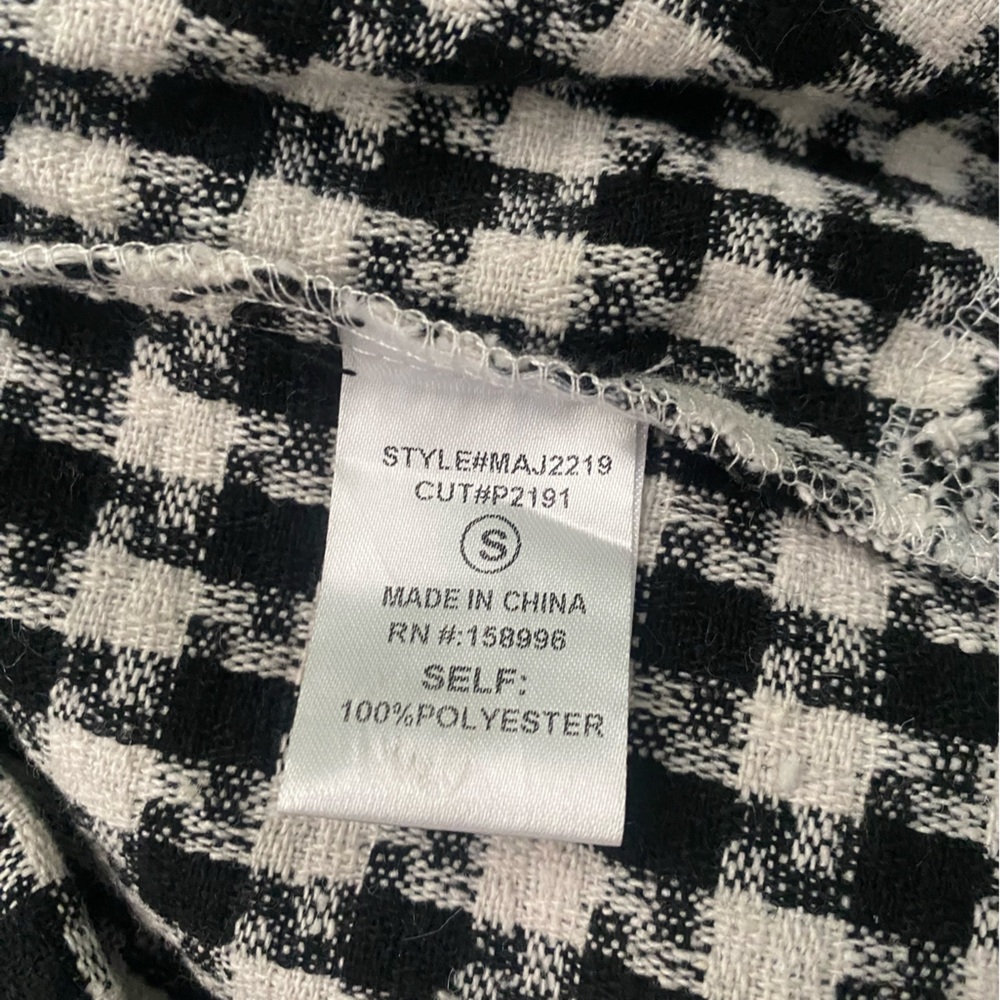 STYLE#MAJ2219
CUT#P2191
S
MADE IN CHINA
RN #:158996
SELF:
100%POLYESTER